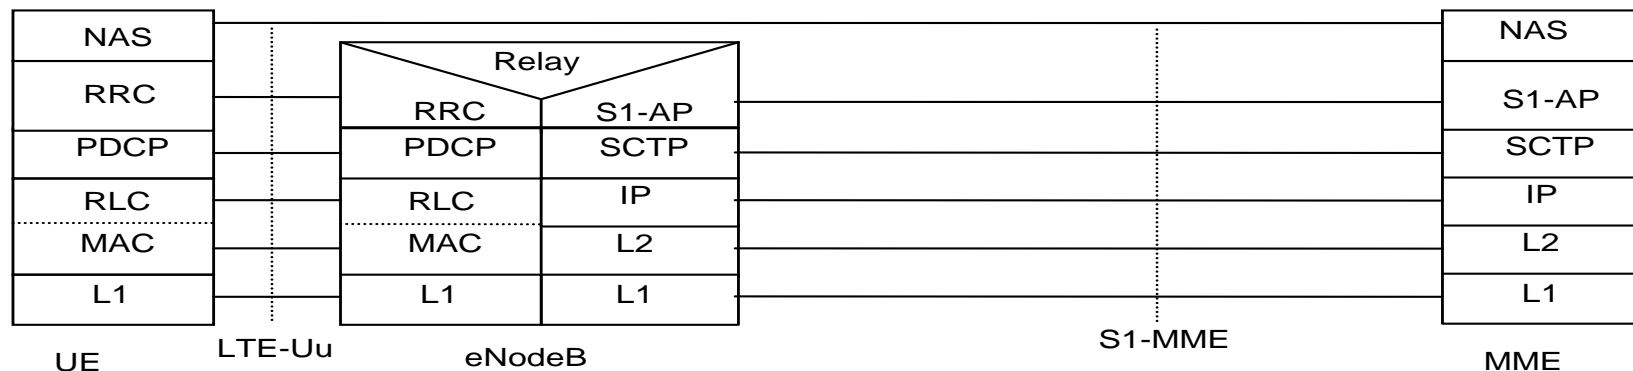 NAS
RRC
PDCP
RLC
MAC
L1
UE
LTE-Uu
Relay
RRC S1-AP
PDCP SCTP
RLC IP
MAC L2
L1 L1
eNodeB
S1-MME
NAS
S1-AP
SCTP
IP
L2
L1
MME